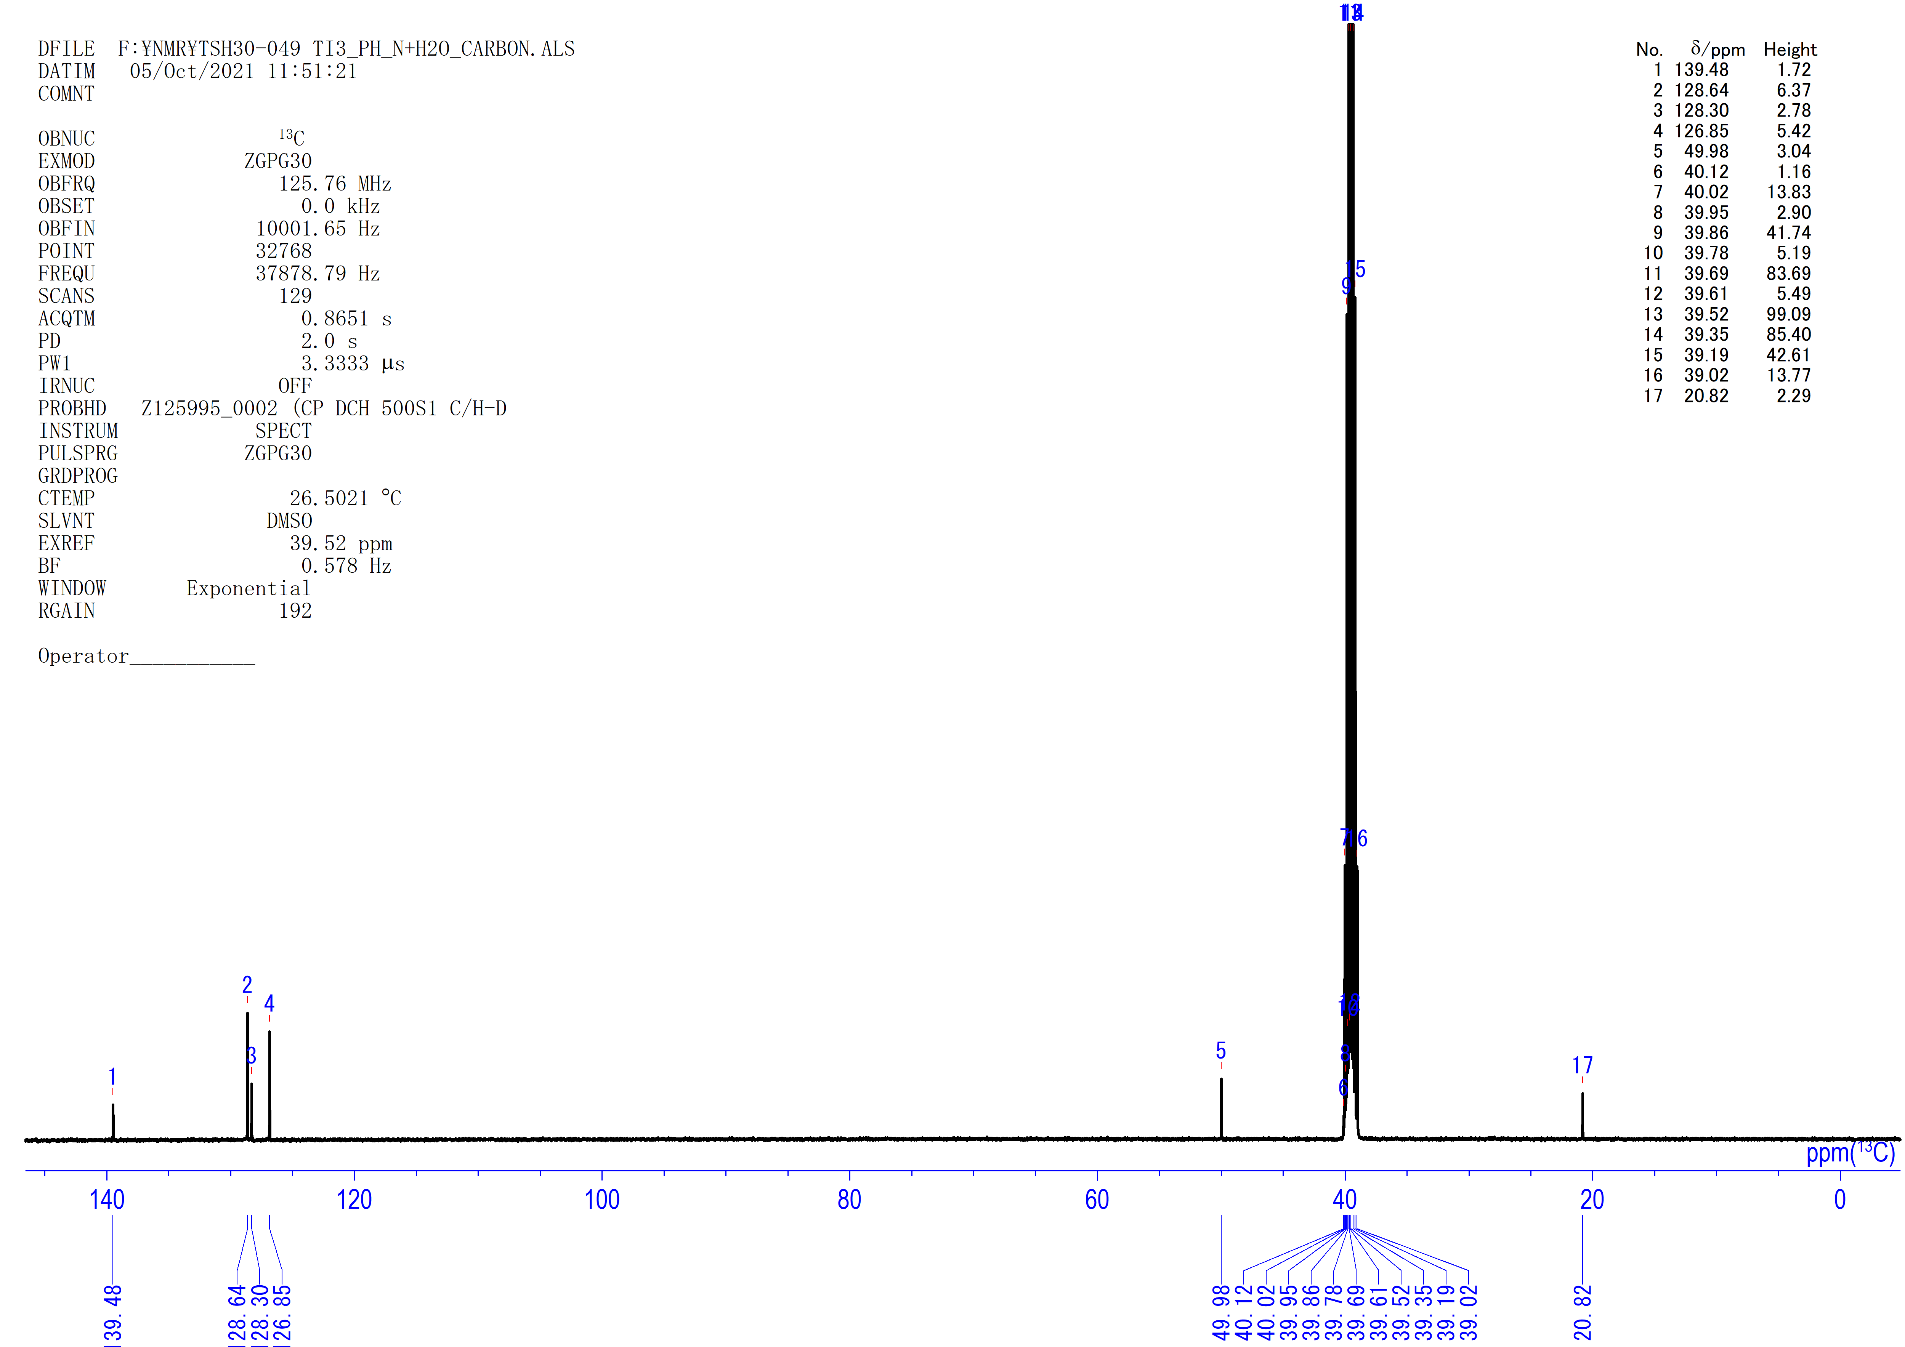 DFILE F:YNMRYTSH30-049 TI3_PH_N+H2O_CARBON.ALS
DATIM 05/Oct/2021 11:51:21
COMNT
OBNUC 13C
EXMOD ZGPG30
OBFRQ 125.76 MHz
OBSET 0.0 kHz
OBFIN 10001.65 Hz
POINT 32768
FREQU 37878.79 Hz
SCANS 129
ACQTM 0.8651 s
PD 2.0 s
PW1 3.3333 μs
IRNUC OFF
PROBHD Z125995_0002 (CP DCH 500S1 C/H-D
INSTRUM SPECT
PULSPRG ZGPG30
GRDPROG
CTEMP 26.5021 °C
SLVNT DMSO
EXREF 39.52 ppm
BF 0.578 Hz
WINDOW Exponential
RGAIN 192
Operator___________
No. δ/ppm Height
1 139.48 1.72
2 128.64 6.37
3 128.30 2.78
4 126.85 5.42
5 49.98 3.04
6 40.12 1.16
7 40.02 13.83
8 39.95 2.90
9 39.86 41.74
10 39.78 5.19
11 39.69 83.69
12 39.61 5.49
13 39.52 99.09
14 39.35 85.40
15 39.19 42.61
16 39.02 13.77
17 20.82 2.29
15
9
7
16
2
4
3
1
5
8
6
17
ppm(13C)
140 120 100 80 60 40 20 0
139.48
128.64
128.30
126.85
49.98
40.12
40.02
39.95
39.86
39.78
39.69
39.61
39.52
39.35
39.19
39.02
20.82